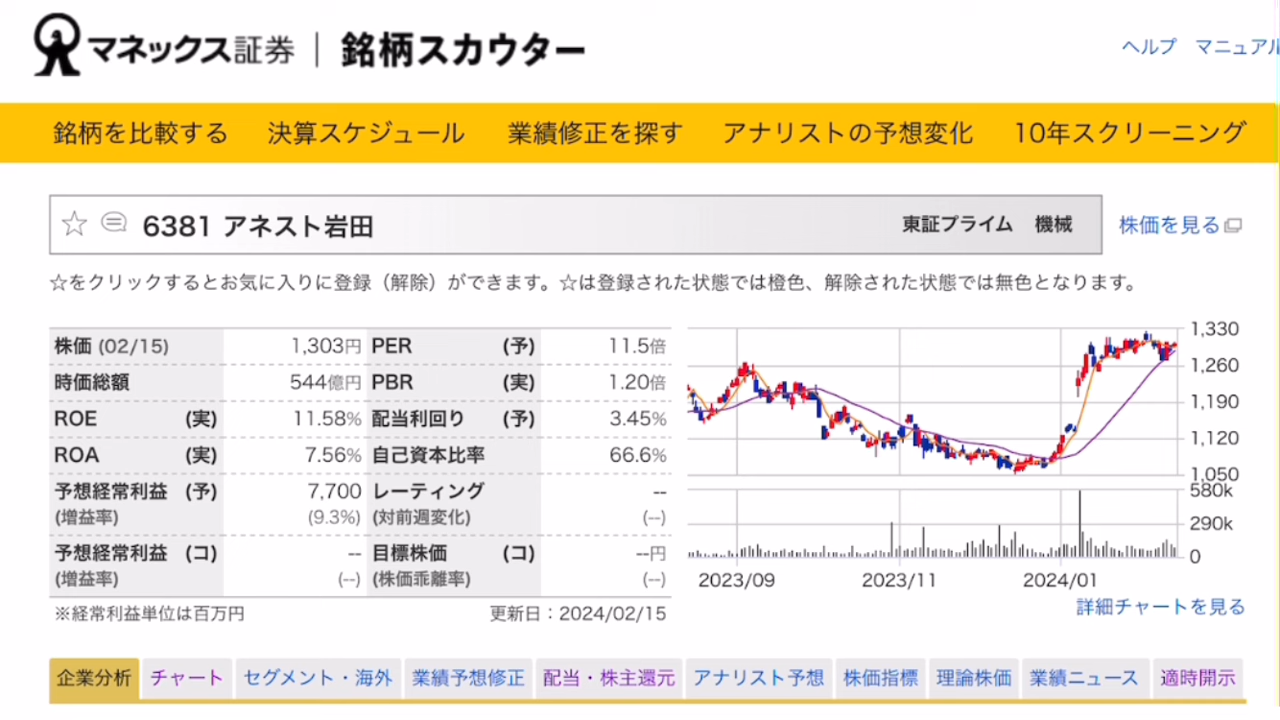 マネックス証券 | 銘柄スカウター
ヘルプ マニュアル
銘柄を比較する 決算スケジュール 業績修正を探す アナリストの予想変化 10年スクリーニング
☆ 6381 アネスト岩田 東証プライム 機械 株価を見る
☆をクリックするとお気に入りに登録（解除）ができます。☆は登録された状態では橙色、解除された状態では無色となります。
株価 (02/15) 1,303円 PER (予) 11.5倍
時価総額 544億円 PBR (実) 1.20倍
ROE (実) 11.58% 配当利回り (予) 3.45%
ROA (実) 7.56% 自己資本比率 66.6%
予想経常利益 (予) 7,700 レーティング --
(増益率) (9.3%) (対前週変化) (--)
予想経常利益 (コ) -- 目標株価 (コ) --円
(増益率) (--) (株価乖離率) (--)
※経常利益単位は百万円 更新日：2024/02/15
1,330
1,260
1,190
1,120
1,050
580k
290k
0
2023/09 2023/11 2024/01
詳細チャートを見る
企業分析 チャート セグメント・海外 業績予想修正 配当・株主還元 アナリスト予想 株価指標 理論株価 業績ニュース 適時開示